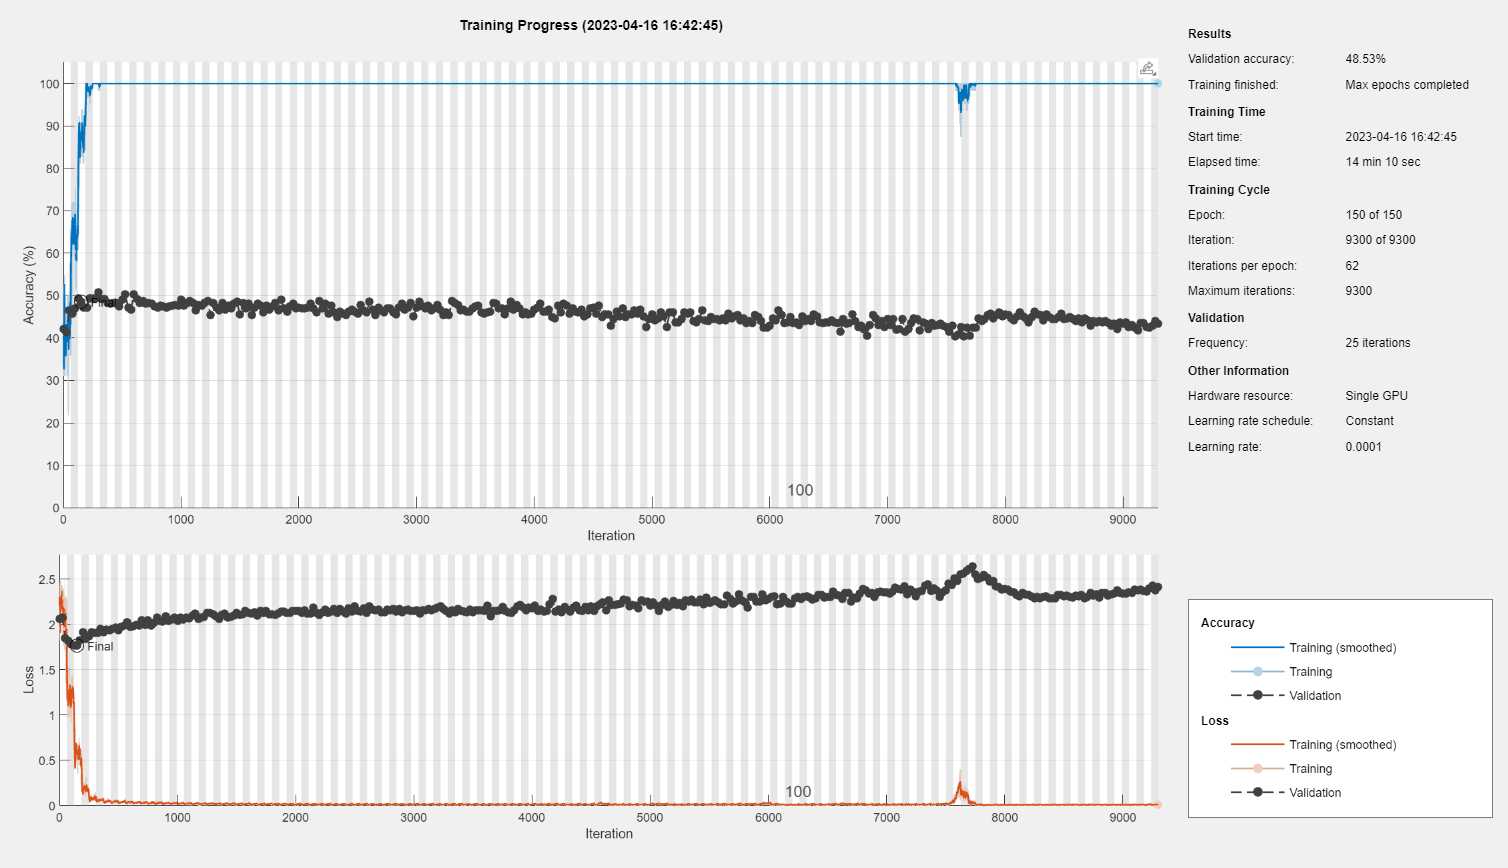 Training Progress (2023-04-16 16:42:45)
Accuracy (%)
100
90
80
70
60
50
40
30
20
10
0
Final
100
0 1000 2000 3000 4000 5000 6000 7000 8000 9000
Iteration
Loss
2.5
2
1.5
1
0.5
0
Final
100
0 1000 2000 3000 4000 5000 6000 7000 8000 9000
Iteration
Results
Validation accuracy: 48.53%
Training finished: Max epochs completed
Training Time
Start time: 2023-04-16 16:42:45
Elapsed time: 14 min 10 sec
Training Cycle
Epoch: 150 of 150
Iteration: 9300 of 9300
Iterations per epoch: 62
Maximum iterations: 9300
Validation
Frequency: 25 iterations
Other Information
Hardware resource: Single GPU
Learning rate schedule: Constant
Learning rate: 0.0001
Accuracy
Training (smoothed)
Training
Validation
Loss
Training (smoothed)
Training
Validation